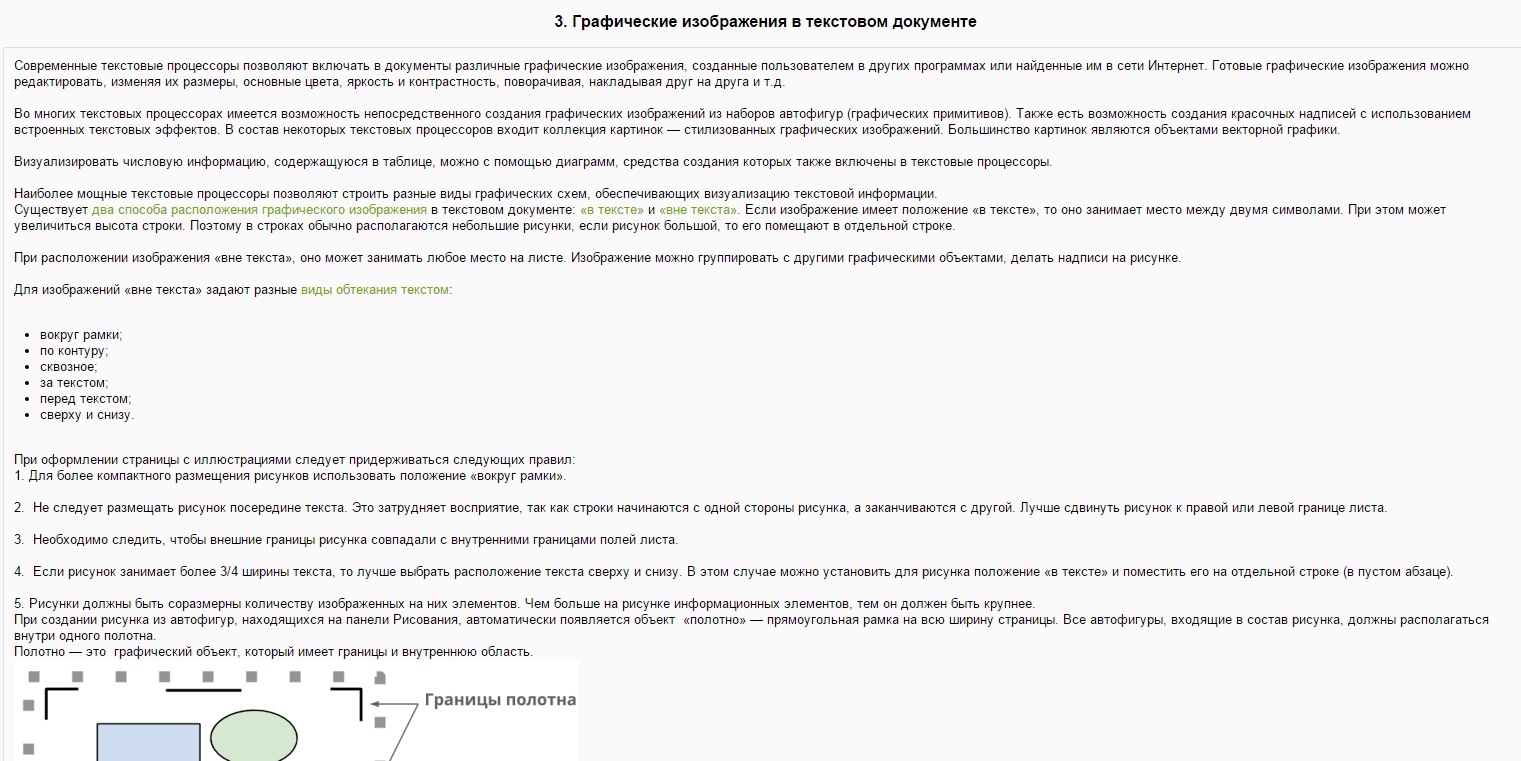 3. Графические изображения в текстовом документе
Современные текстовые процессоры позволяют включать в документы различные графические изображения, созданные пользователем в других программах или найденные им в сети Интернет. Готовые графические изображения можно
редактировать, изменяя их размеры, основные цвета, яркость и контрастность, поворачивая, накладывая друг на друга и т.д.
Во многих текстовых процессорах имеется возможность непосредственного создания графических изображений из наборов автофигур (графических примитивов). Также есть возможность создания красочных надписей с использованием
встроенных текстовых эффектов. В состав некоторых текстовых процессоров входит коллекция картинок — стилизованных графических изображений. Большинство картинок являются объектами векторной графики.
Визуализировать числовую информацию, содержащуюся в таблице, можно с помощью диаграмм, средства создания которых также включены в текстовые процессоры.
Наиболее мощные текстовые процессоры позволяют строить разные виды графических схем, обеспечивающих визуализацию текстовой информации.
Существует два способа расположения графического изображения в текстовом документе: «в тексте» и «вне текста». Если изображение имеет положение «в тексте», то оно занимает место между двумя символами. При этом может
увеличиться высота строки. Поэтому в строках обычно располагаются небольшие рисунки, если рисунок большой, то его помещают в отдельной строке.
При расположении изображения «вне текста», оно может занимать любое место на листе. Изображение можно группировать с другими графическими объектами, делать надписи на рисунке.
Для изображений «вне текста» задают разные виды обтекания текстом:
• вокруг рамки;
• по контуру;
• сквозное;
• за текстом;
• перед текстом;
• сверху и снизу.
При оформлении страницы с иллюстрациями следует придерживаться следующих правил:
1. Для более компактного размещения рисунков использовать положение «вокруг рамки».
2. Не следует размещать рисунок посередине текста. Это затрудняет восприятие, так как строки начинаются с одной стороны рисунка, а заканчиваются с другой. Лучше сдвинуть рисунок к правой или левой границе листа.
3. Необходимо следить, чтобы внешние границы рисунка совпадали с внутренними границами полей листа.
4. Если рисунок занимает более 3/4 ширины текста, то лучше выбрать расположение текста сверху и снизу. В этом случае можно установить для рисунка положение «в тексте» и поместить его на отдельной строке (в пустом абзаце).
5. Рисунки должны быть соразмерны количеству изображенных на них элементов. Чем больше на рисунке информационных элементов, тем он должен быть крупнее.
При создании рисунка из автофигур, находящихся на панели Рисования, автоматически появляется объект «полотно» — прямоугольная рамка на всю ширину страницы. Все автофигуры, входящие в состав рисунка, должны располагаться
внутри одного полотна.
Полотно — это графический объект, который имеет границы и внутреннюю область.
Границы полотна